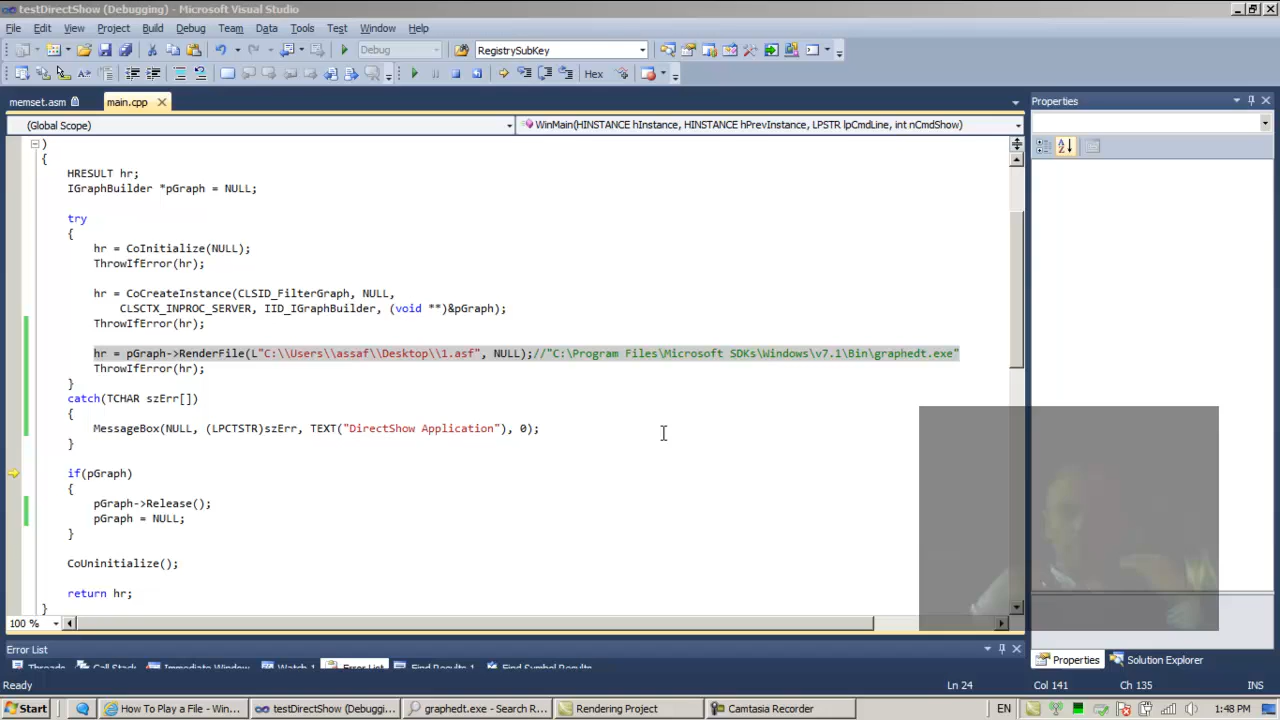 testDirectShow (Debugging) - Microsoft Visual Studio
File Edit View Project Build Debug Team Data Tools Test Window Help
Debug RegistrySubKey
Hex
memset.asm main.cpp
Properties
(Global Scope) WinMain(HINSTANCE hInstance, HINSTANCE hPrevInstance, LPSTR lpCmdLine, int nCmdShow)
)
{
HRESULT hr;
IGraphBuilder *pGraph = NULL;
try
{
hr = CoInitialize(NULL);
ThrowIfError(hr);
hr = CoCreateInstance(CLSID_FilterGraph, NULL,
CLSCTX_INPROC_SERVER, IID_IGraphBuilder, (void **)&pGraph);
ThrowIfError(hr);
hr = pGraph->RenderFile(L"C:\\Users\\assaf\\Desktop\\1.asf", NULL);//"C:\Program Files\Microsoft SDKs\Windows\v7.1\Bin\graphedt.exe"
ThrowIfError(hr);
}
catch(TCHAR szErr[])
{
MessageBox(NULL, (LPCTSTR)szErr, TEXT("DirectShow Application"), 0);
}
if(pGraph)
{
pGraph->Release();
pGraph = NULL;
}
CoUninitialize();
return hr;
}
100 %
Error List
Threads Call Stack Immediate Window Watch 1 Error List Find Results 1 Find Symbol Results
Properties Solution Explorer
Ready Ln 24 Col 141 Ch 135 INS
Start How To Play a File - Win... testDirectShow (Debuggi... graphedt.exe - Search R... Rendering Project Camtasia Recorder EN 1:48 PM